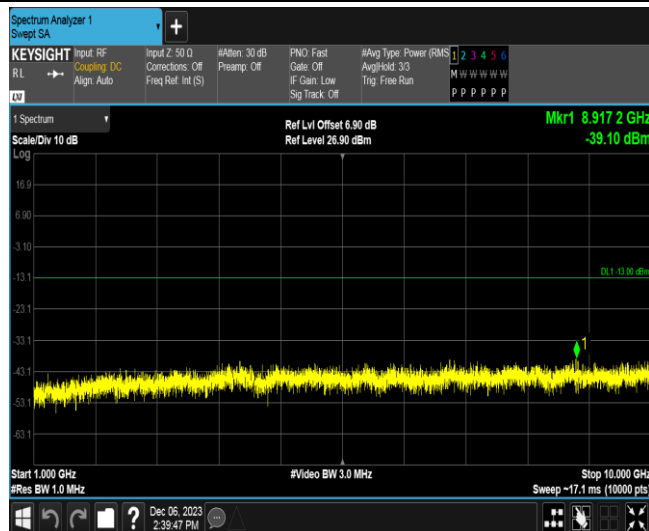 Spectrum Analyzer 1
Swept SA
+
KEYSIGHT
RL
LXI
Input: RF
Coupling: DC
Align: Auto
Input Z: 50 Ω
Corrections: Off
Freq Ref: Int (S)
#Atten: 30 dB
Preamp: Off
PNO: Fast
Gate: Off
IF Gain: Low
Sig Track: Off
#Avg Type: Power (RMS
Avg|Hold: 3/3
Trig: Free Run
1 2 3 4 5 6
M W W W W W
P P P P P P
1 Spectrum
Scale/Div 10 dB
Ref Lvl Offset 6.90 dB
Ref Level 26.90 dBm
Mkr1 8.917 2 GHz
-39.10 dBm
Log
16.9
6.90
-3.10
-13.1
DL1 -13.00 dBm
-23.1
-33.1
1
-43.1
-53.1
-63.1
Start 1.000 GHz
#Res BW 1.0 MHz
#Video BW 3.0 MHz
Stop 10.000 GHz
Sweep ~17.1 ms (10000 pts)
?
Dec 06, 2023
2:39:47 PM